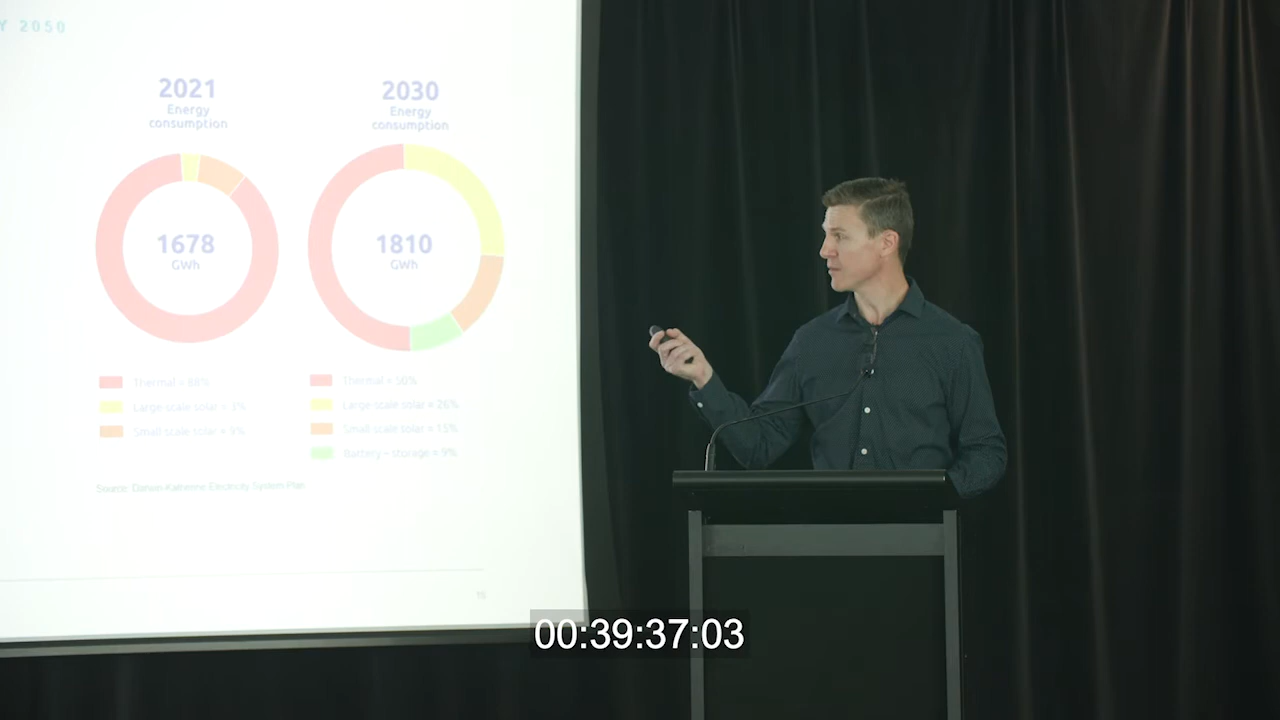 Y 2050
2021
Energy
consumption
1678
GWh
Thermal = 88%
Large-scale solar = 3%
Small-scale solar = 9%
2030
Energy
consumption
1810
GWh
Thermal = 50%
Large-scale solar = 26%
Small-scale solar = 15%
Battery – storage = 9%
Source: Darwin-Katherine Electricity System Plan
00:39:37:03